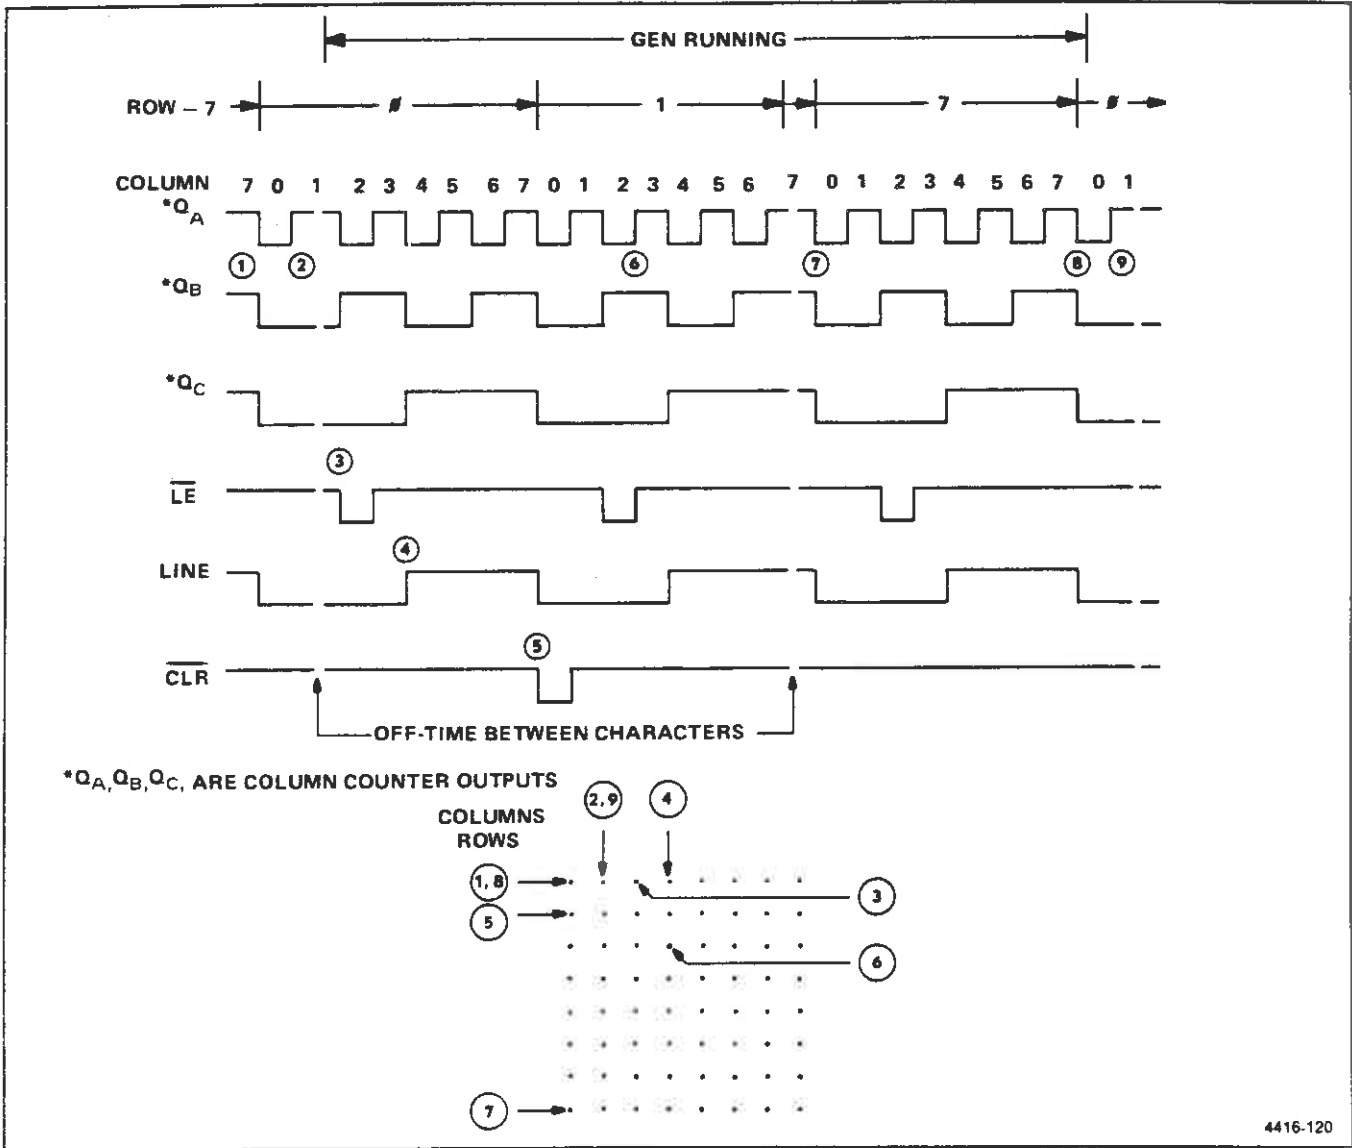 GEN RUNNING
ROW – 7 ø 1 7 ø
COLUMN 7 0 1 2 3 4 5 6 7 0 1 2 3 4 5 6 7 0 1 2 3 4 5 6 7 0 1
*QA
1 2 6 7 8 9
*QB
*QC
3
LE
4
LINE
5
CLR
OFF-TIME BETWEEN CHARACTERS
*QA, QB, QC, ARE COLUMN COUNTER OUTPUTS
2, 9 4
COLUMNS
ROWS
1, 8
3
5
6
7
4416-120